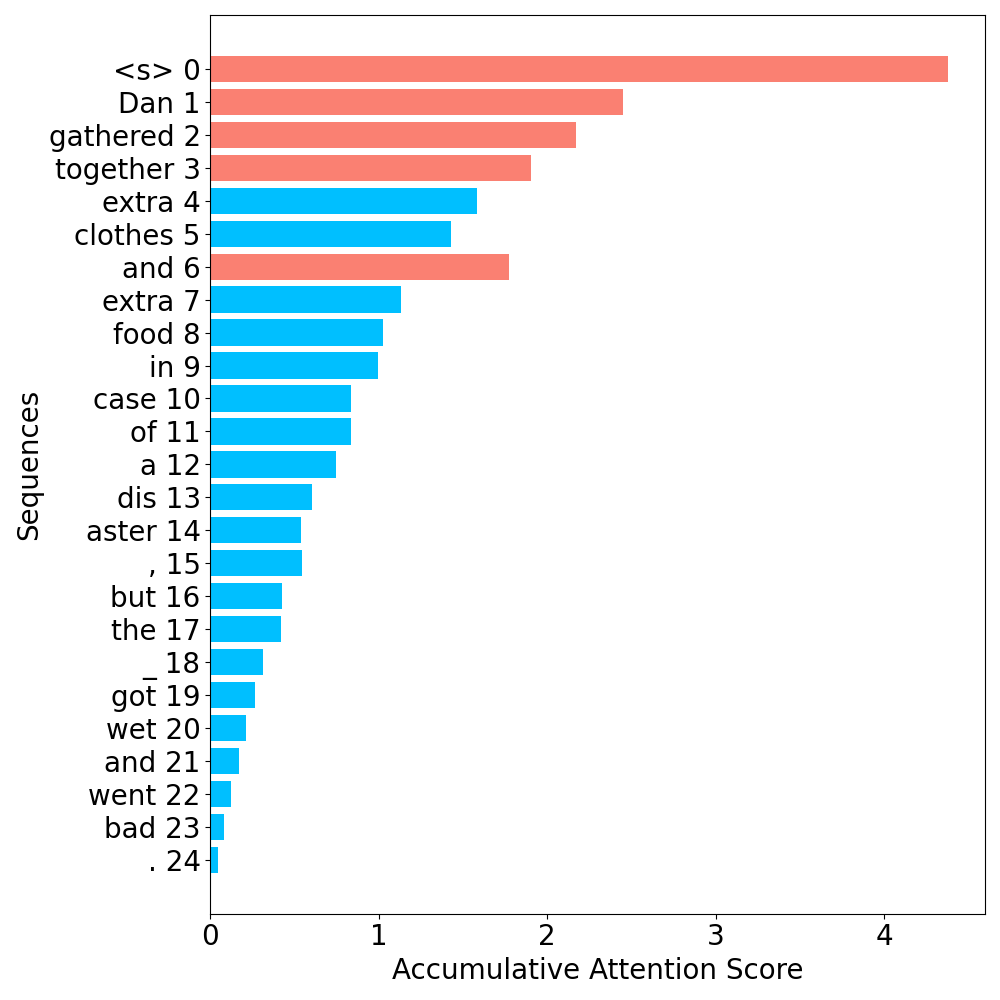 <s> 0
Dan 1
gathered 2
together 3
extra 4
clothes 5
and 6
extra 7
food 8
in 9
case 10
of 11
a 12
dis 13
aster 14
, 15
but 16
the 17
_ 18
got 19
wet 20
and 21
went 22
bad 23
. 24
Sequences
0 1 2 3 4
Accumulative Attention Score